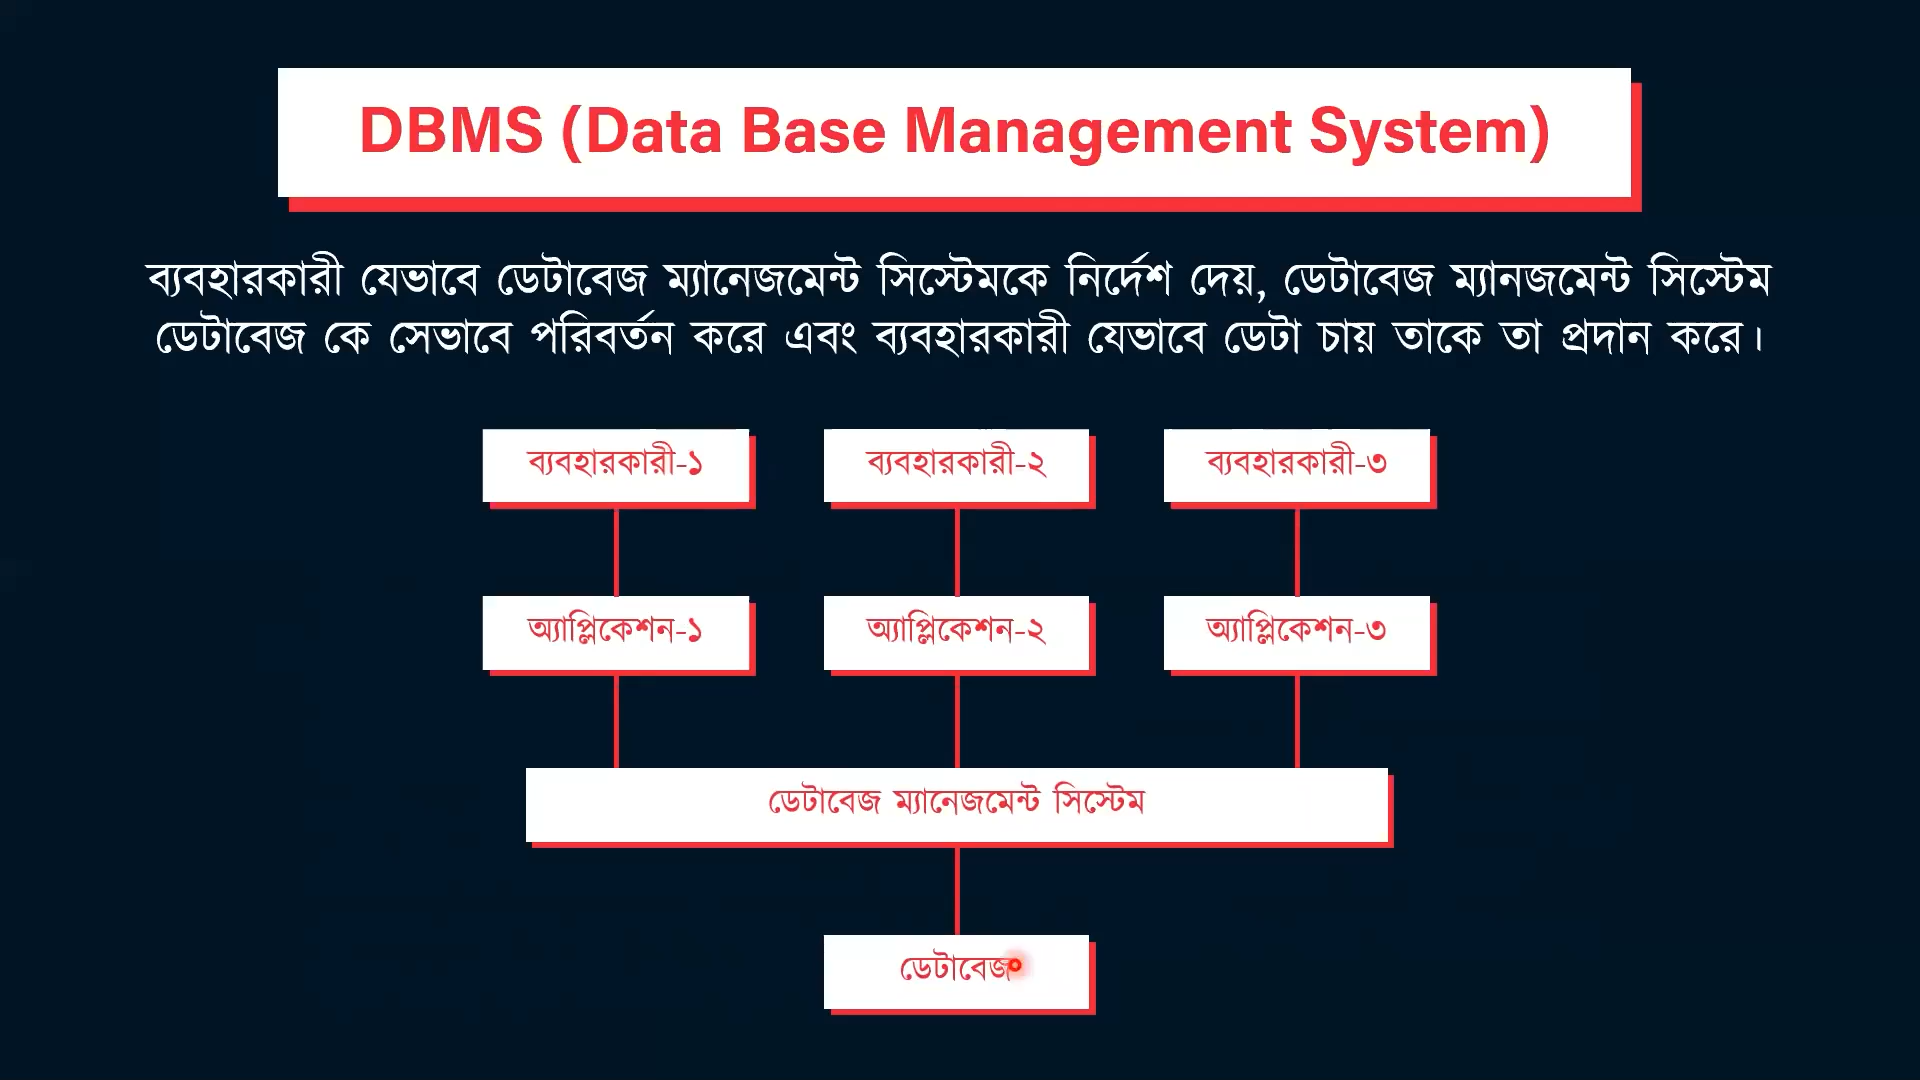 DBMS (Data Base Management System)
ব্যবহারকারী যেভাবে ডেটাবেজ ম্যানেজমেন্ট সিস্টেমকে নির্দেশ দেয়, ডেটাবেজ ম্যানজমেন্ট সিস্টেম
ডেটাবেজ কে সেভাবে পরিবর্তন করে এবং ব্যবহারকারী যেভাবে ডেটা চায় তাকে তা প্রদান করে।
ব্যবহারকারী-১ ব্যবহারকারী-২ ব্যবহারকারী-৩
অ্যাপ্লিকেশন-১ অ্যাপ্লিকেশন-২ অ্যাপ্লিকেশন-৩
ডেটাবেজ ম্যানেজমেন্ট সিস্টেম
ডেটাবেজ